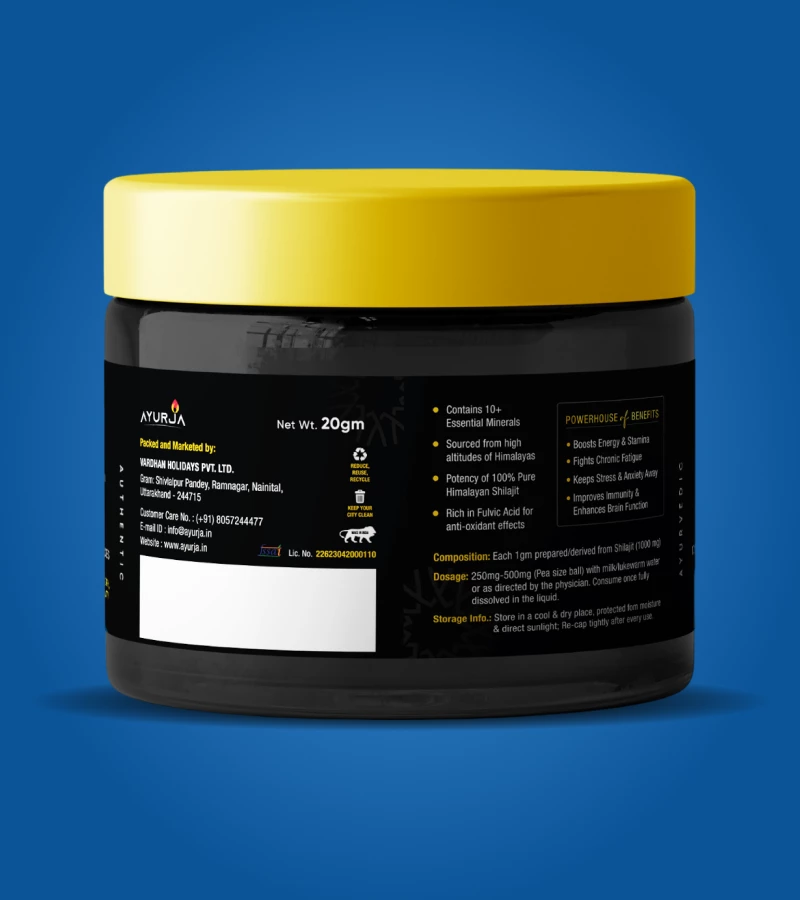 AYURJA
Net Wt. 20gm
Packed and Marketed by:
VARDHAN HOLIDAYS PVT. LTD.
Gram: Shivlalpur Pandey, Ramnagar, Nainital,
Uttarakhand - 244715
Customer Care No. : (+91) 8057244477
E-mail ID : info@ayurja.in
Website : www.ayurja.in
REDUCE,
REUSE,
RECYCLE
KEEP YOUR
CITY CLEAN
MAKE IN INDIA
fssai
Lic. No. 22623042000110
AUTHENTIC
Contains 10+
Essential Minerals
Sourced from high
altitudes of Himalayas
Potency of 100% Pure
Himalayan Shilajit
Rich in Fulvic Acid for
anti-oxidant effects
POWERHOUSE of BENEFITS
Boosts Energy & Stamina
Fights Chronic Fatigue
Keeps Stress & Anxiety Away
Improves Immunity &
Enhances Brain Function
Composition: Each 1gm prepared/derived from Shilajit (1000 mg)
Dosage: 250mg-500mg (Pea size ball) with milk/lukewarm water
or as directed by the physician. Consume once fully
dissolved in the liquid.
Storage Info.: Store in a cool & dry place, protected fom moisture
& direct sunlight; Re-cap tightly after every use.
AYURVEDIC